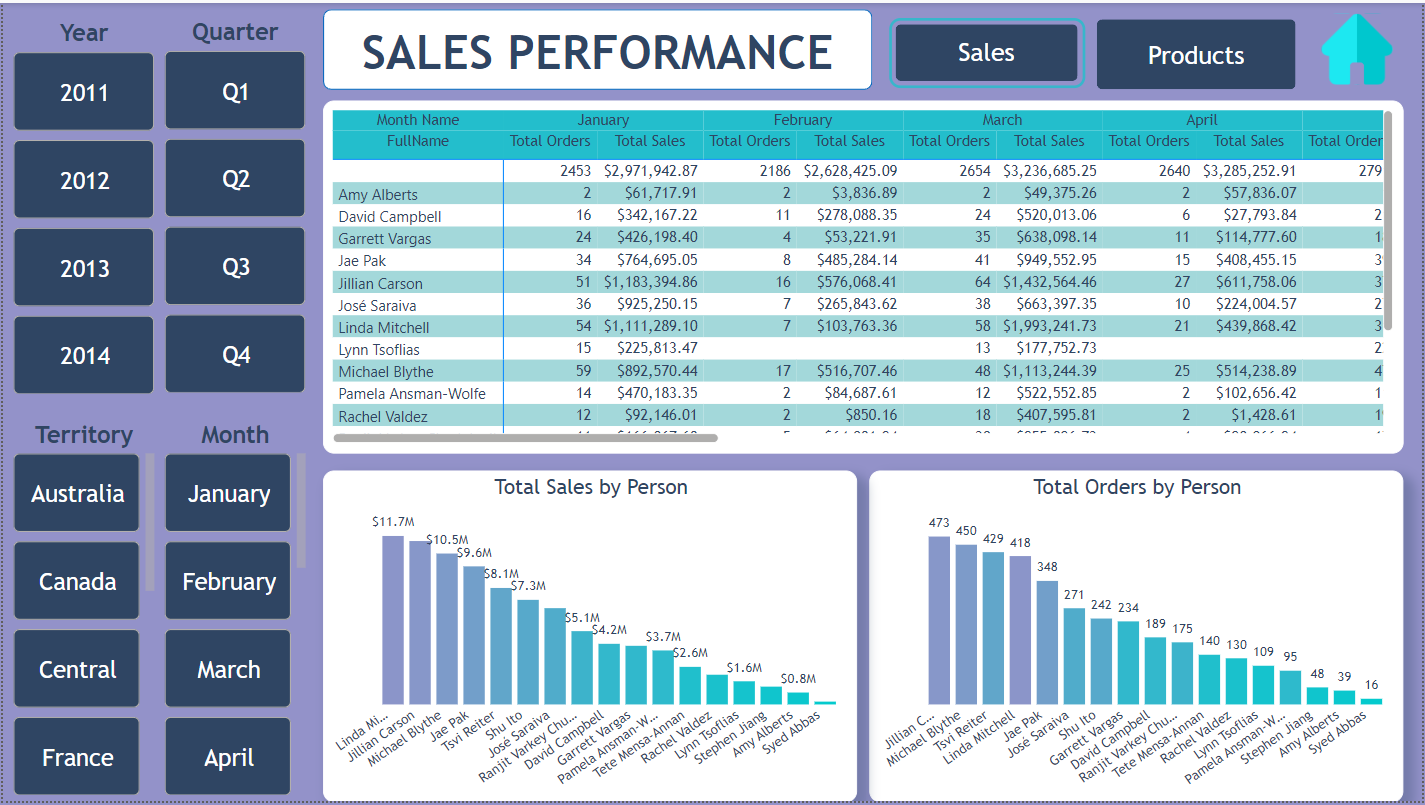 Year Quarter
2011 Q1
2012 Q2
2013 Q3
2014 Q4
Territory Month
Australia January
Canada February
Central March
France April
SALES PERFORMANCE
Sales Products
Month Name January February March April
FullName Total Orders Total Sales Total Orders Total Sales Total Orders Total Sales Total Orders Total Sales Total Order
2453 $2,971,942.87 2186 $2,628,425.09 2654 $3,236,685.25 2640 $3,285,252.91 279
Amy Alberts 2 $61,717.91 2 $3,836.89 2 $49,375.26 2 $57,836.07
David Campbell 16 $342,167.22 11 $278,088.35 24 $520,013.06 6 $27,793.84 2
Garrett Vargas 24 $426,198.40 4 $53,221.91 35 $638,098.14 11 $114,777.60 1
Jae Pak 34 $764,695.05 8 $485,284.14 41 $949,552.95 15 $408,455.15 3
Jillian Carson 51 $1,183,394.86 16 $576,068.41 64 $1,432,564.46 27 $611,758.06 3
José Saraiva 36 $925,250.15 7 $265,843.62 38 $663,397.35 10 $224,004.57 2
Linda Mitchell 54 $1,111,289.10 7 $103,763.36 58 $1,993,241.73 21 $439,868.42 3
Lynn Tsoflias 15 $225,813.47 13 $177,752.73 2
Michael Blythe 59 $892,570.44 17 $516,707.46 48 $1,113,244.39 25 $514,238.89 4
Pamela Ansman-Wolfe 14 $470,183.35 2 $84,687.61 12 $522,552.85 2 $102,656.42 1
Rachel Valdez 12 $92,146.01 2 $850.16 18 $407,595.81 2 $1,428.61 1
Total Sales by Person
$11.7M
$10.5M
$9.6M
$8.1M
$7.3M
$5.1M
$4.2M
$3.7M
$2.6M
$1.6M
$0.8M
Linda Mi...
Jillian Carson
Michael Blythe
Jae Pak
Tsvi Reiter
Shu Ito
José Saraiva
Ranjit Varkey Chu...
David Campbell
Garrett Vargas
Pamela Ansman-W...
Tete Mensa-Annan
Rachel Valdez
Lynn Tsoflias
Stephen Jiang
Amy Alberts
Syed Abbas
Total Orders by Person
473
450
429
418
348
271
242
234
189
175
140
130
109
95
48
39
16
Jillian C...
Michael Blythe
Tsvi Reiter
Linda Mitchell
Jae Pak
José Saraiva
Shu Ito
Garrett Vargas
David Campbell
Ranjit Varkey Chu...
Tete Mensa-Annan
Rachel Valdez
Lynn Tsoflias
Pamela Ansman-W...
Stephen Jiang
Amy Alberts
Syed Abbas